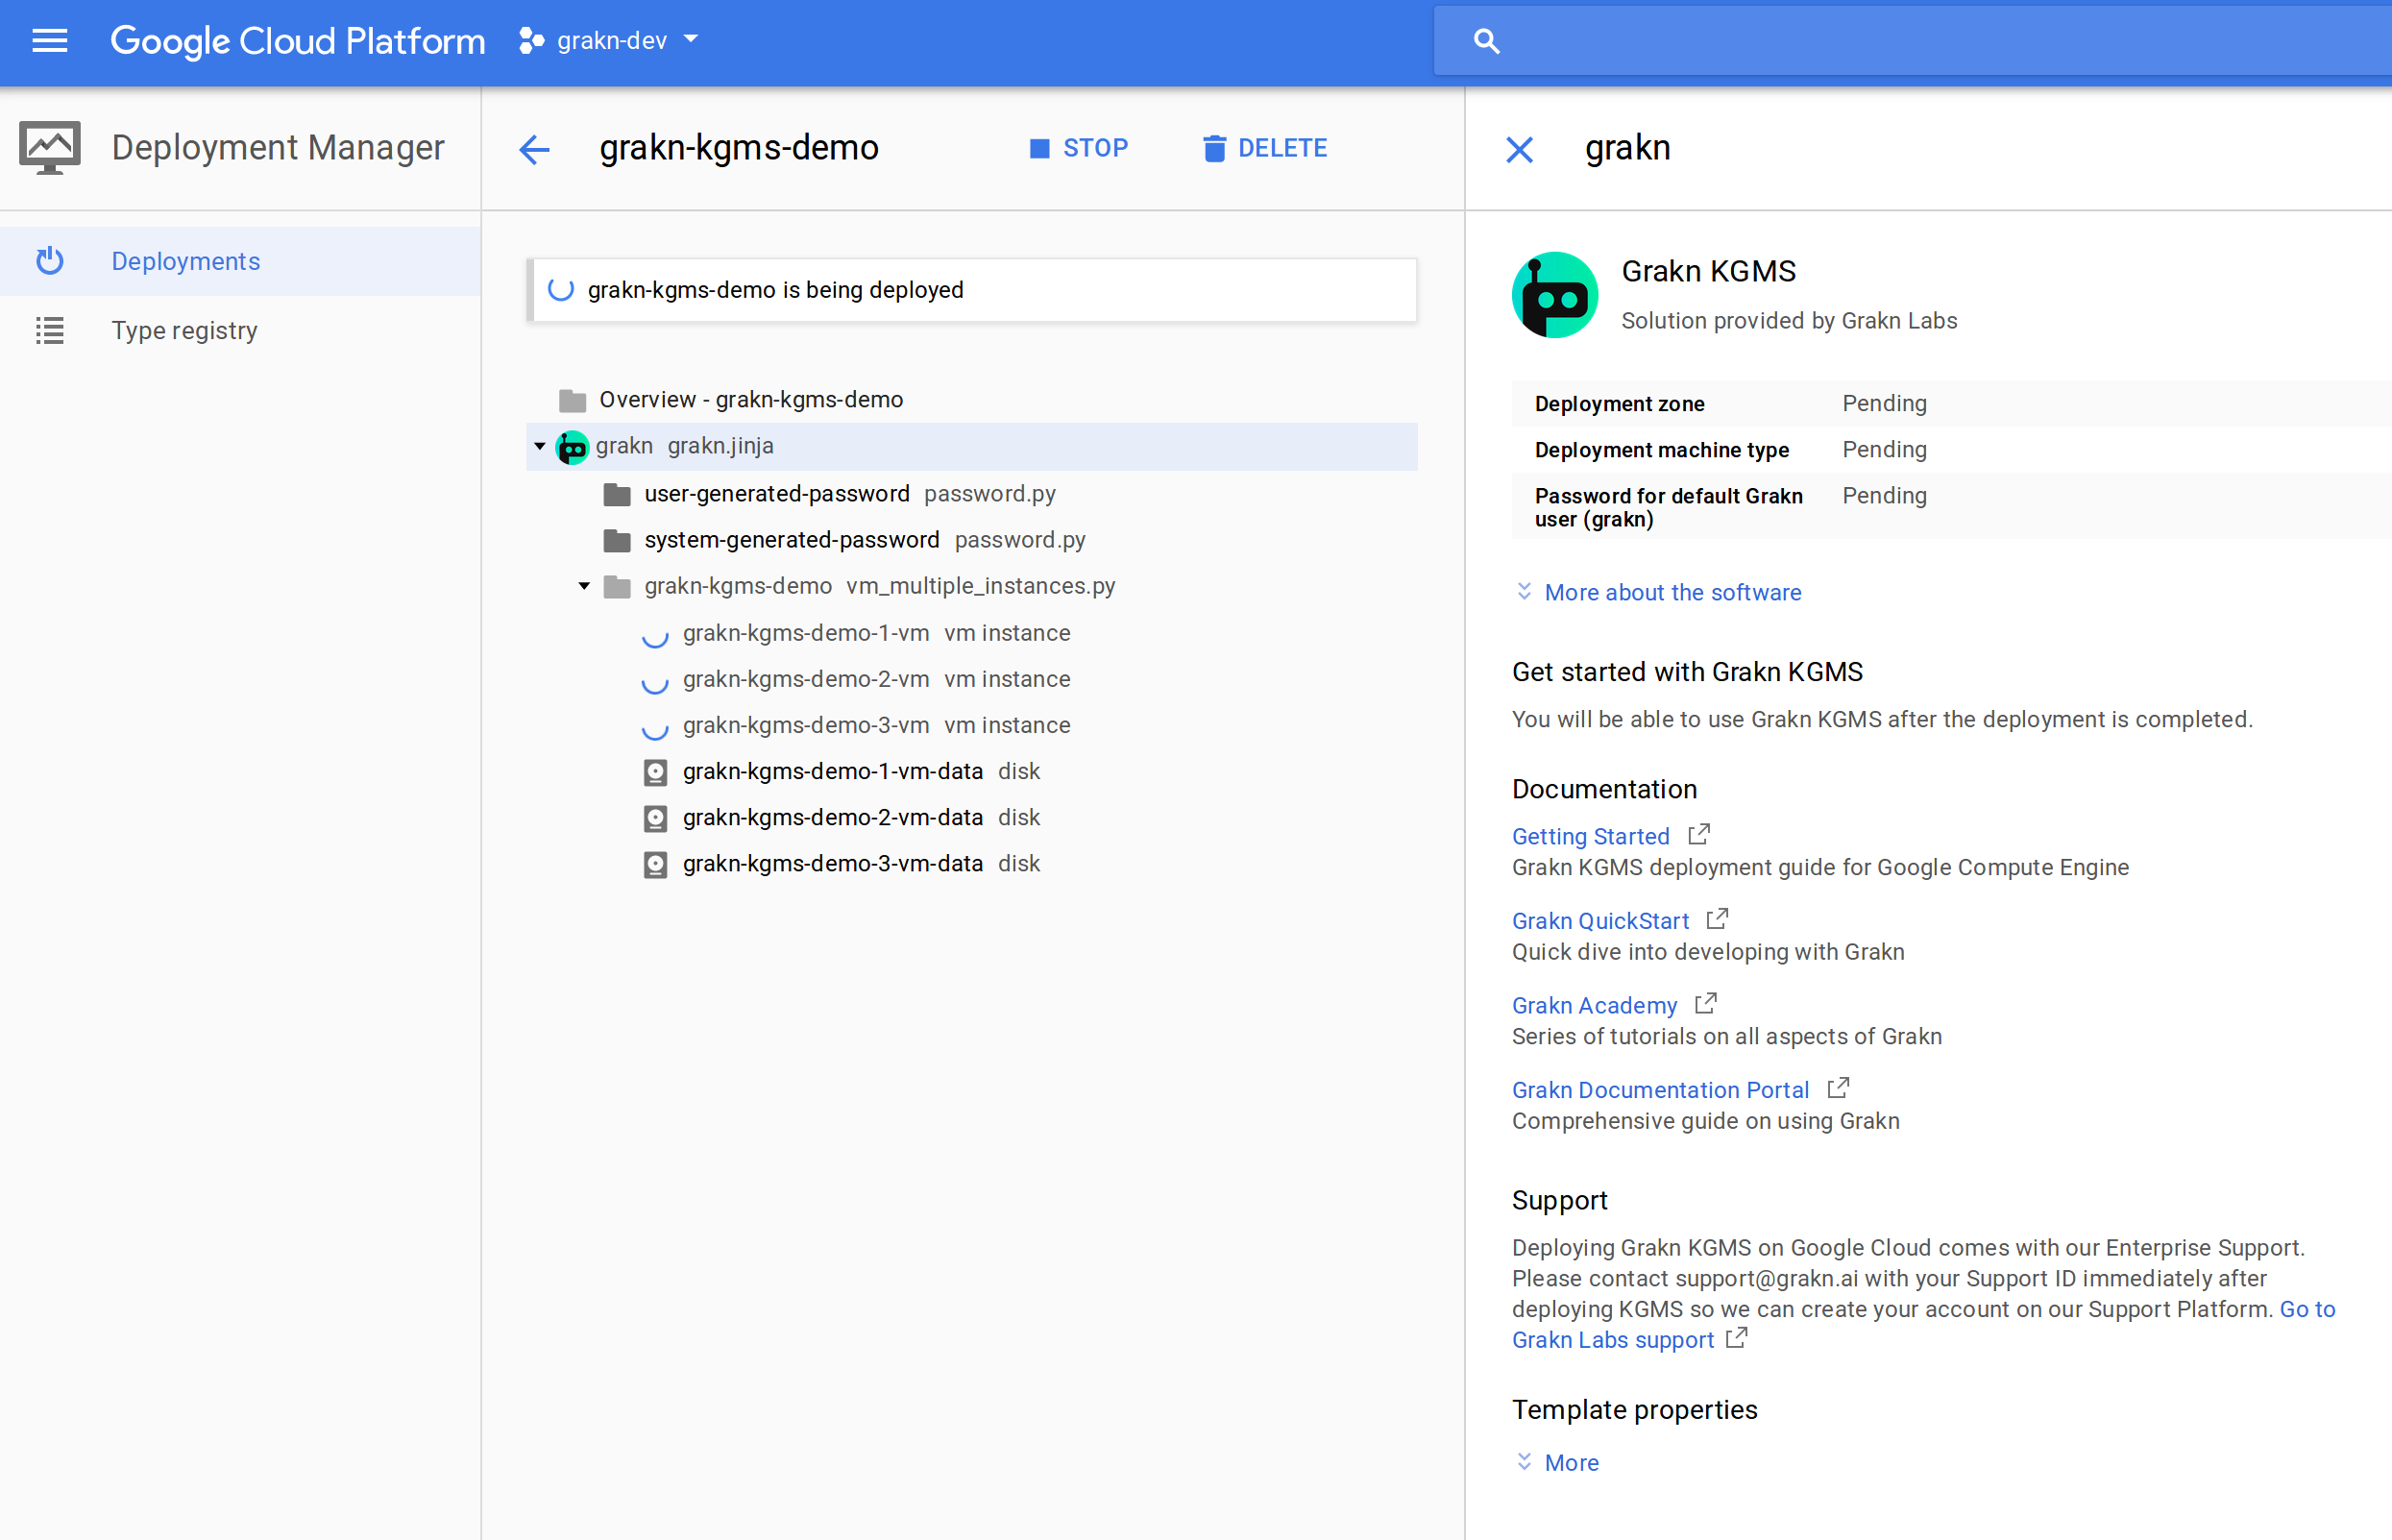 Google Cloud Platform grakn-dev
Deployment Manager
Deployments
Type registry
grakn-kgms-demo STOP DELETE
grakn-kgms-demo is being deployed
Overview - grakn-kgms-demo
grakn grakn.jinja
user-generated-password password.py
system-generated-password password.py
grakn-kgms-demo vm_multiple_instances.py
grakn-kgms-demo-1-vm vm instance
grakn-kgms-demo-2-vm vm instance
grakn-kgms-demo-3-vm vm instance
grakn-kgms-demo-1-vm-data disk
grakn-kgms-demo-2-vm-data disk
grakn-kgms-demo-3-vm-data disk
grakn
Grakn KGMS
Solution provided by Grakn Labs
Deployment zone Pending
Deployment machine type Pending
Password for default Grakn Pending
user (grakn)
More about the software
Get started with Grakn KGMS
You will be able to use Grakn KGMS after the deployment is completed.
Documentation
Getting Started
Grakn KGMS deployment guide for Google Compute Engine
Grakn QuickStart
Quick dive into developing with Grakn
Grakn Academy
Series of tutorials on all aspects of Grakn
Grakn Documentation Portal
Comprehensive guide on using Grakn
Support
Deploying Grakn KGMS on Google Cloud comes with our Enterprise Support.
Please contact support@grakn.ai with your Support ID immediately after
deploying KGMS so we can create your account on our Support Platform. Go to
Grakn Labs support
Template properties
More